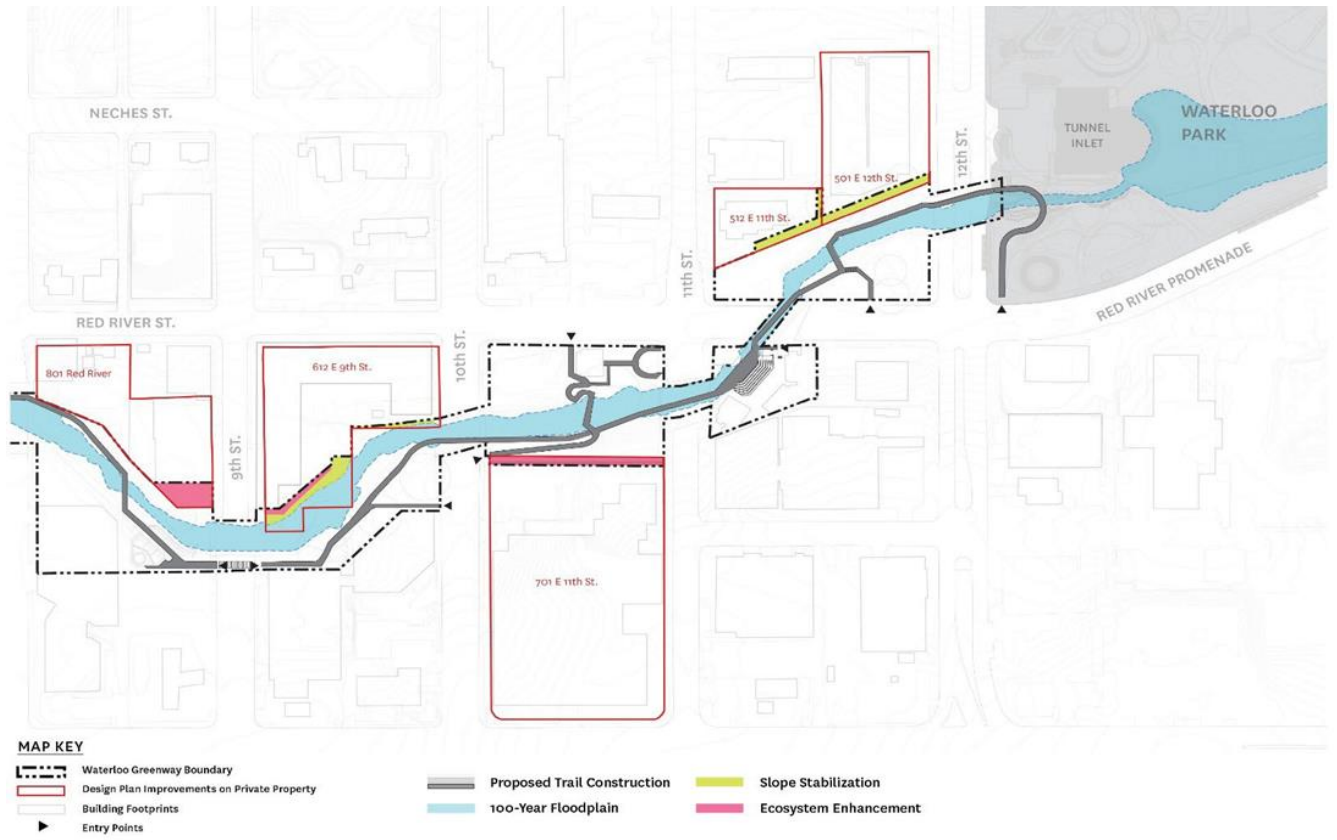 NECHES ST.
WATERLOO
PARK
TUNNEL
INLET
12th ST.
501 E 12th St.
512 E 11th St.
11th ST.
RED RIVER PROMENADE
RED RIVER ST.
10th ST.
801 Red River
612 E 9th St.
9th ST.
701 E 11th St.
MAP KEY
Waterloo Greenway Boundary
Design Plan Improvements on Private Property
Building Footprints
Entry Points
Proposed Trail Construction
100-Year Floodplain
Slope Stabilization
Ecosystem Enhancement